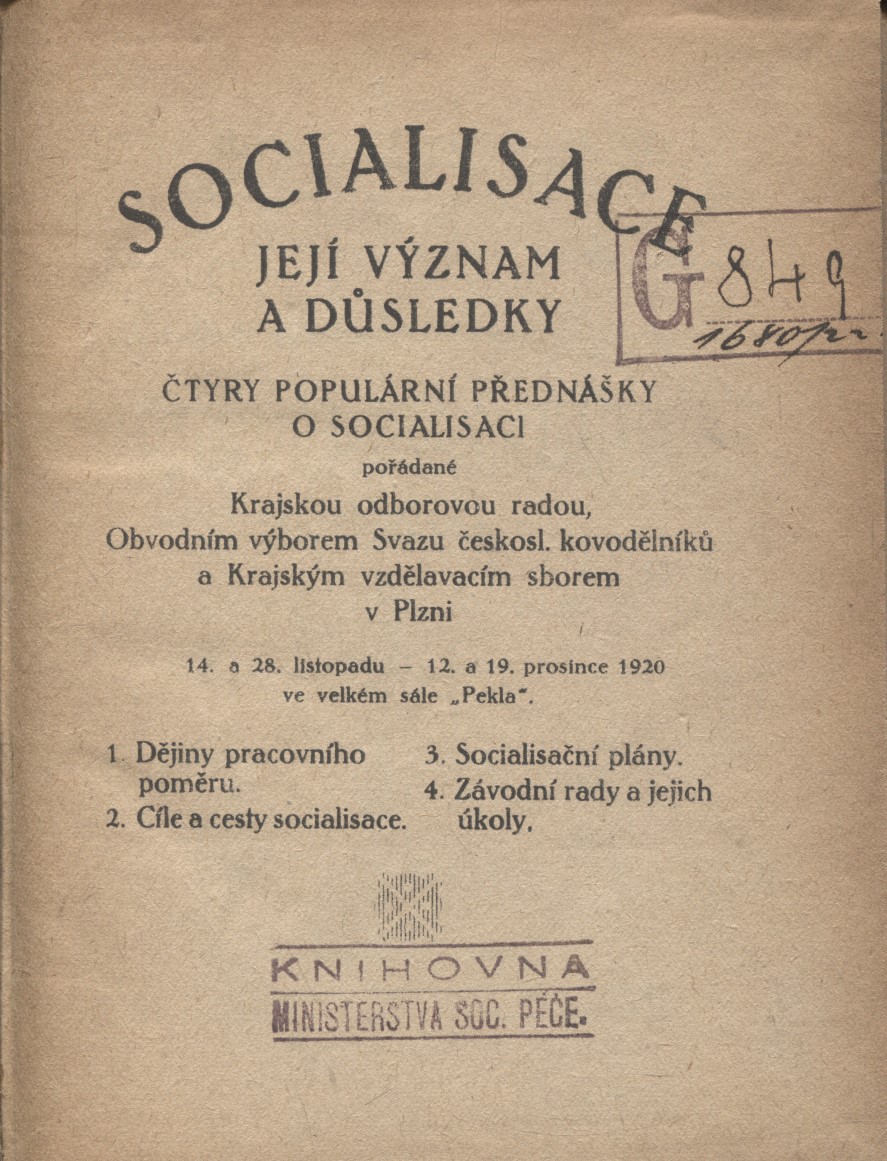 SOCIALISACE
JEJÍ VÝZNAM
A DŮSLEDKY
G 849
1680/
ČTYRY POPULÁRNÍ PŘEDNÁŠKY
O SOCIALISACI
pořádané
Krajskou odborovou radou,
Obvodním výborem Svazu českosl. kovodělníků
a Krajským vzdělavacím sborem
v Plzni
14. a 28. listopadu – 12. a 19. prosince 1920
ve velkém sále „Pekla“.
1. Dějiny pracovního
poměru.
2. Cíle a cesty socialisace.
3. Socialisační plány.
4. Závodní rady a jejich
úkoly.
KNIHOVNA
MINISTERSTVA SOC. PÉČE.